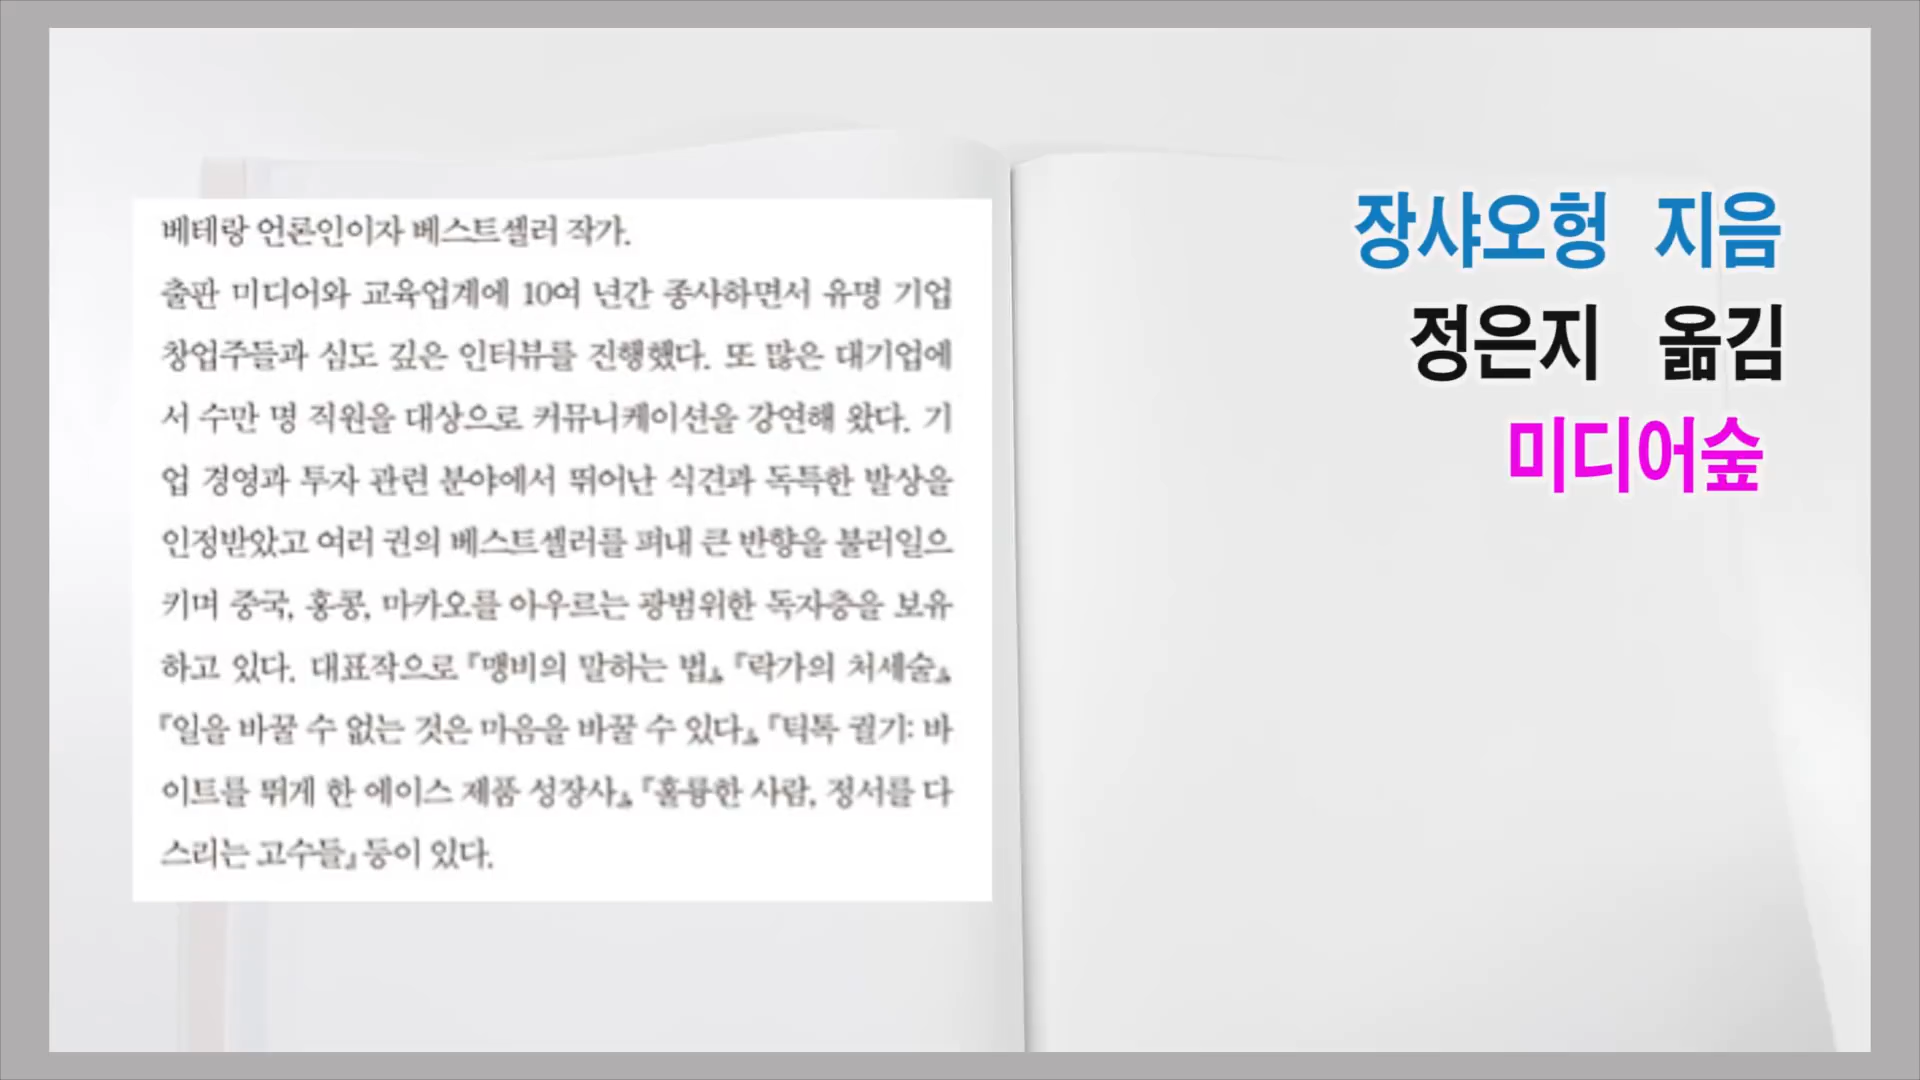 베테랑 언론인이자 베스트셀러 작가.
출판 미디어와 교육업계에 10여 년간 종사하면서 유명 기업
창업주들과 심도 깊은 인터뷰를 진행했다. 또 많은 대기업에
서 수만 명 직원을 대상으로 커뮤니케이션을 강연해 왔다. 기
업 경영과 투자 관련 분야에서 뛰어난 식견과 독특한 발상을
인정받았고 여러 권의 베스트셀러를 펴내 큰 반향을 불러일으
키며 중국, 홍콩, 마카오를 아우르는 광범위한 독자층을 보유
하고 있다. 대표작으로 『맹비의 말하는 법』, 『락가의 처세술』,
『일을 바꿀 수 없는 것은 마음을 바꿀 수 있다』, 『틱톡 궐기: 바
이트를 뛰게 한 에이스 제품 성장사』, 『훌륭한 사람, 정서를 다
스리는 고수들』 등이 있다.
장샤오헝 지음
정은지 옮김
미디어숲